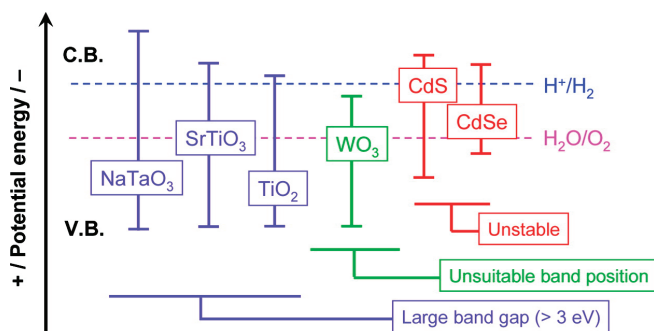 + / Potential energy / –
C.B.
V.B.
H⁺/H₂
H₂O/O₂
NaTaO₃
SrTiO₃
TiO₂
WO₃
CdS
CdSe
Unstable
Unsuitable band position
Large band gap (> 3 eV)